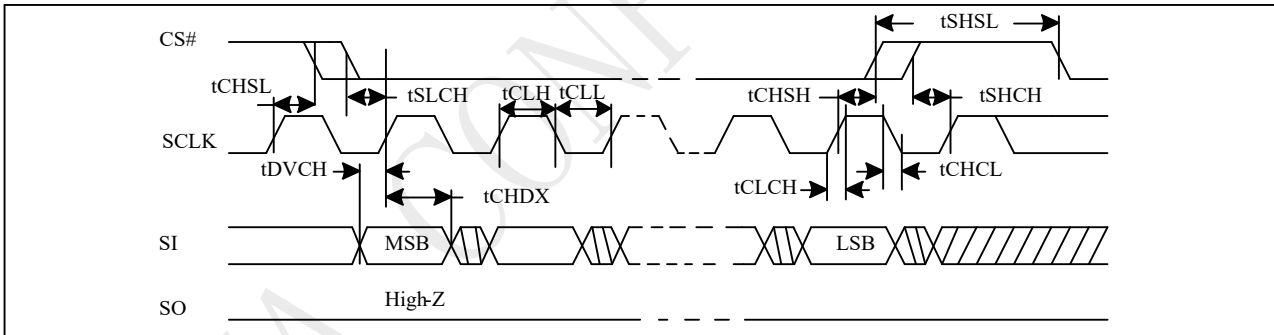 tSHSL
CS#
tCHSL
tSLCH
tCLH
tCLL
tCHSH
tSHCH
SCLK
tDVCH
tCHDX
tCLCH
tCHCL
SI
MSB
LSB
SO
High-Z